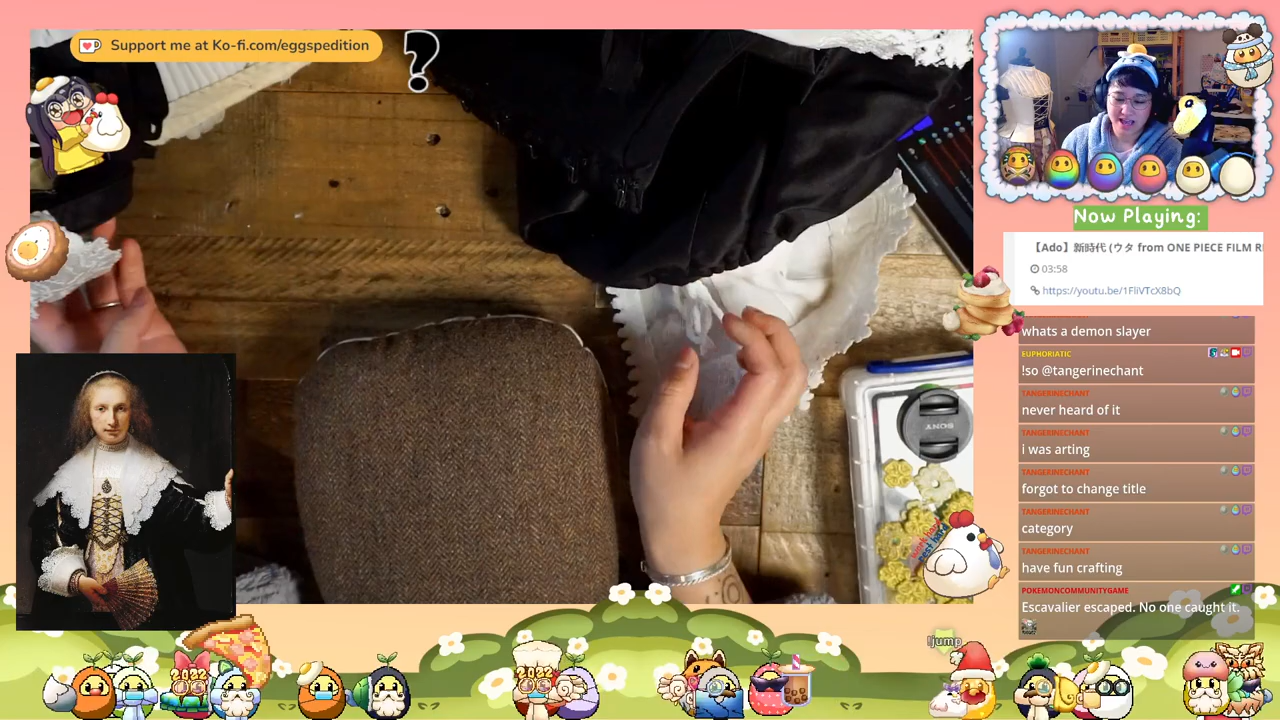 Support me at Ko-fi.com/eggspedition
?
Now Playing:
【Ado】新時代 (ウタ from ONE PIECE FILM RE
03:58
https://youtu.be/1FliVTcX8bQ
whats a demon slayer
EUPHORIATIC
!so @tangerinechant
TANGERINECHANT
never heard of it
TANGERINECHANT
i was arting
TANGERINECHANT
forgot to change title
TANGERINECHANT
category
TANGERINECHANT
have fun crafting
POKEMONCOMMUNITYGAME
Escavalier escaped. No one caught it.
SONY
!jump
2022
2022